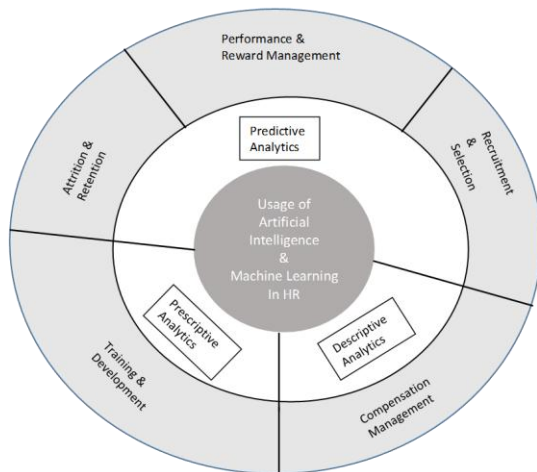 Performance &
Reward Management
Recruitment
&
Selection
Attrition &
Retention
Predictive
Analytics
Usage of
Artificial
Intelligence
&
Machine Learning
In HR
Prescriptive
Analytics
Descriptive
Analytics
Training &
Development
Compensation
Management